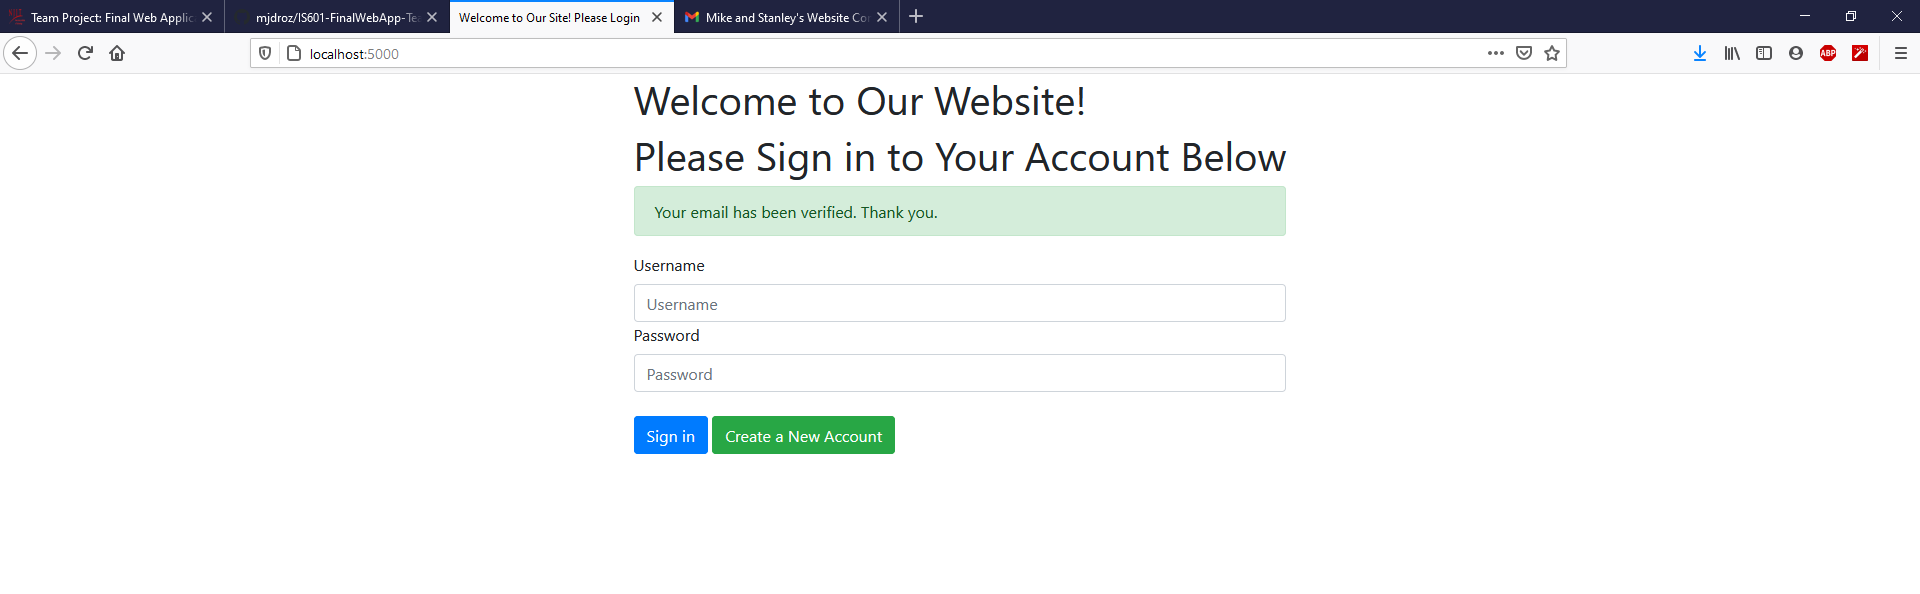 Team Project: Final Web Applic
mjdroz/IS601-FinalWebApp-Te
Welcome to Our Site! Please Login
Mike and Stanley's Website Co
localhost:5000
ABP
Welcome to Our Website!
Please Sign in to Your Account Below
Your email has been verified. Thank you.
Username
Username
Password
Password
Sign in
Create a New Account